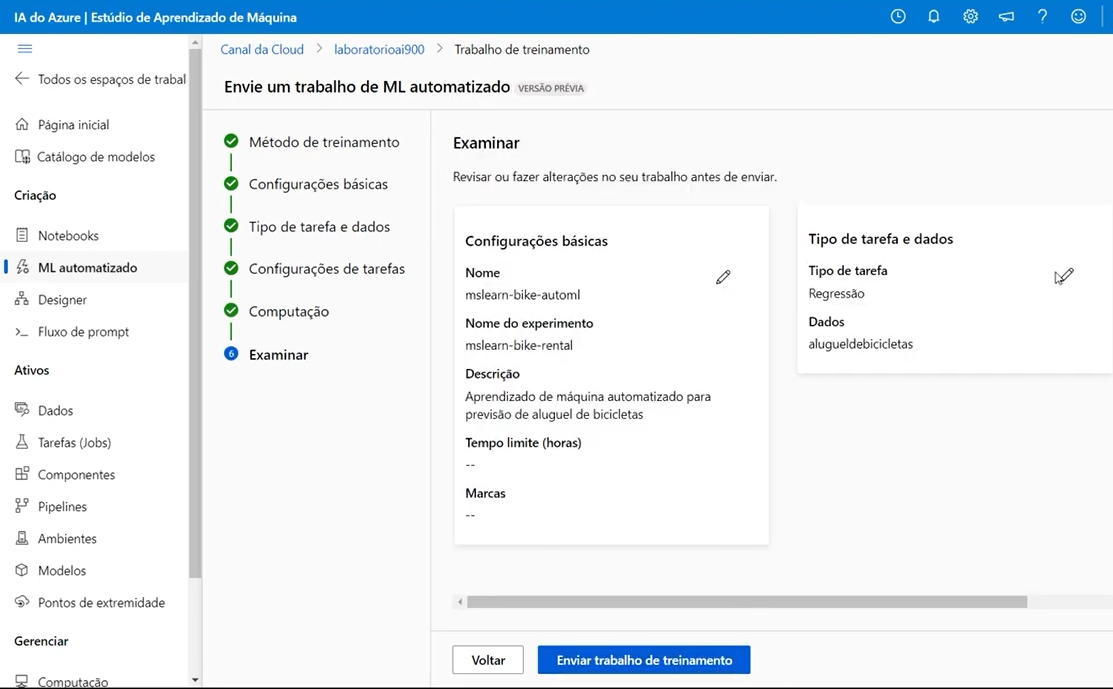 IA do Azure | Estúdio de Aprendizado de Máquina
Todos os espaços de trabal
Página inicial
Catálogo de modelos
Criação
Notebooks
ML automatizado
Designer
Fluxo de prompt
Ativos
Dados
Tarefas (Jobs)
Componentes
Pipelines
Ambientes
Modelos
Pontos de extremidade
Gerenciar
Computação
Canal da Cloud > laboratorioai900 > Trabalho de treinamento
Envie um trabalho de ML automatizado VERSÃO PRÉVIA
Método de treinamento
Configurações básicas
Tipo de tarefa e dados
Configurações de tarefas
Computação
6 Examinar
Examinar
Revisar ou fazer alterações no seu trabalho antes de enviar.
Configurações básicas
Nome
mslearn-bike-automl
Nome do experimento
mslearn-bike-rental
Descrição
Aprendizado de máquina automatizado para
previsão de aluguel de bicicletas
Tempo limite (horas)
--
Marcas
--
Tipo de tarefa e dados
Tipo de tarefa
Regressão
Dados
alugueldebicicletas
Voltar
Enviar trabalho de treinamento